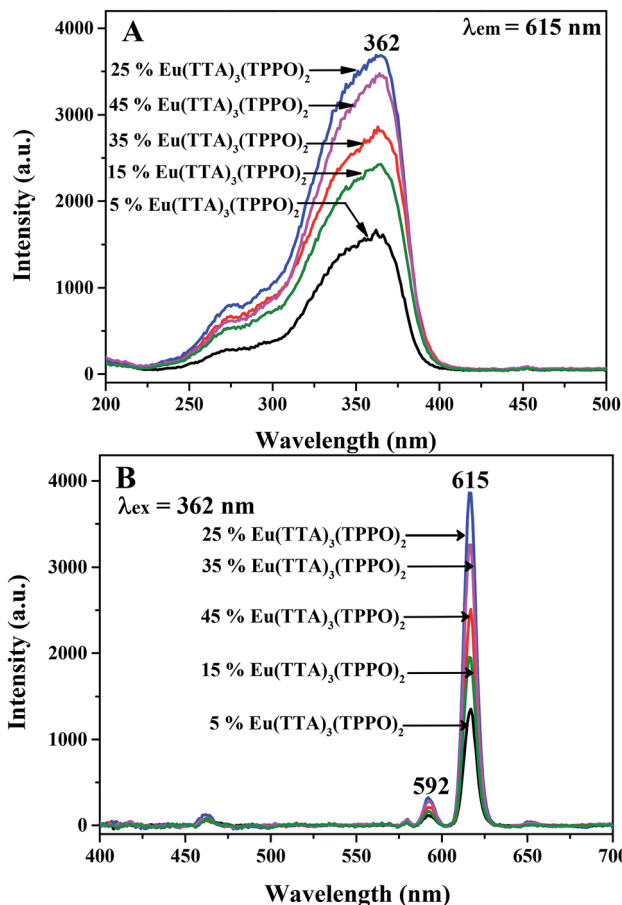 A
362
λem = 615 nm
25 % Eu(TTA)₃(TPPO)₂
45 % Eu(TTA)₃(TPPO)₂
35 % Eu(TTA)₃(TPPO)₂
15 % Eu(TTA)₃(TPPO)₂
5 % Eu(TTA)₃(TPPO)₂
4000
3000
2000
1000
0
Intensity (a.u.)
200 250 300 350 400 450 500
Wavelength (nm)
B
615
λex = 362 nm
25 % Eu(TTA)₃(TPPO)₂
35 % Eu(TTA)₃(TPPO)₂
45 % Eu(TTA)₃(TPPO)₂
15 % Eu(TTA)₃(TPPO)₂
5 % Eu(TTA)₃(TPPO)₂
592
4000
3000
2000
1000
0
Intensity (a.u.)
400 450 500 550 600 650 700
Wavelength (nm)